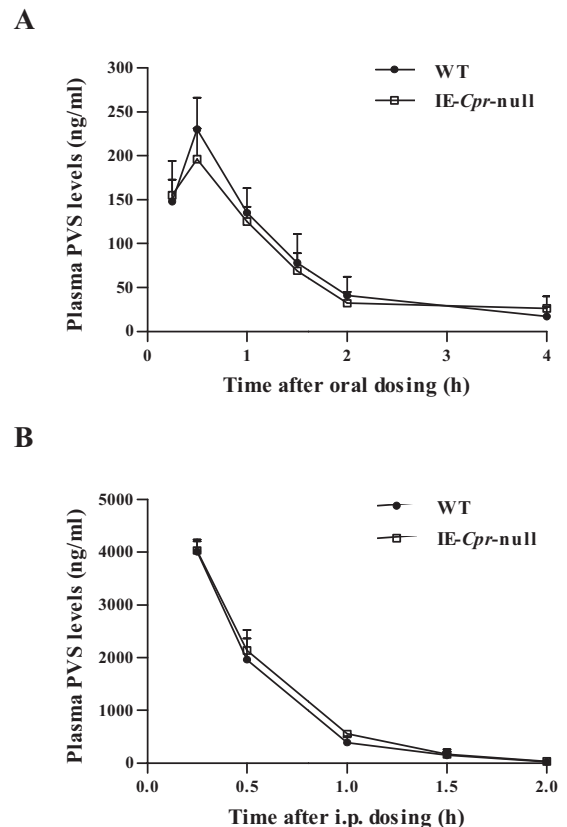 A
300
250
200
150
100
50
0
Plasma PVS levels (ng/ml)
WT
IE-Cpr-null
0 1 2 3 4
Time after oral dosing (h)
B
5000
4000
3000
2000
1000
0
Plasma PVS levels (ng/ml)
WT
IE-Cpr-null
0.0 0.5 1.0 1.5 2.0
Time after i.p. dosing (h)